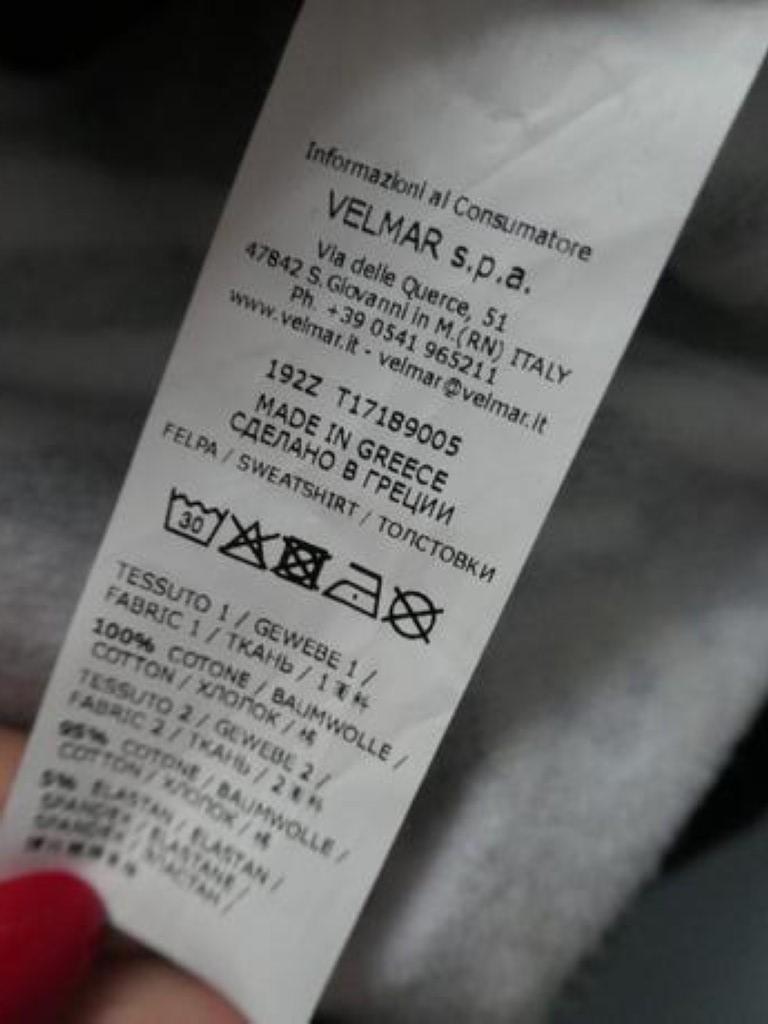 Informazioni al Consumatore
VELMAR s.p.a.
Via delle Querce, 51
47842 S.Giovanni in M.(RN) ITALY
Ph. +39 0541 965211
www.velmar.it - velmar@velmar.it
192Z T17189005
MADE IN GREECE
СДЕЛАНО В ГРЕЦИИ
FELPA / SWEATSHIRT / ТОЛСТОВКИ
30
TESSUTO 1 / GEWEBE 1 /
FABRIC 1 / ТКАНЬ / 1
100% COTONE / BAUMWOLLE /
COTTON / ХЛОПОК /
TESSUTO 2 / GEWEBE 2 /
FABRIC 2 / ТКАНЬ / 2
95% COTONE / BAUMWOLLE /
COTTON / ХЛОПОК /
5% ELASTAN / ELASTAN /
SPANDEX / ELASTANE /
SPANDEX / ЭЛАСТАН /